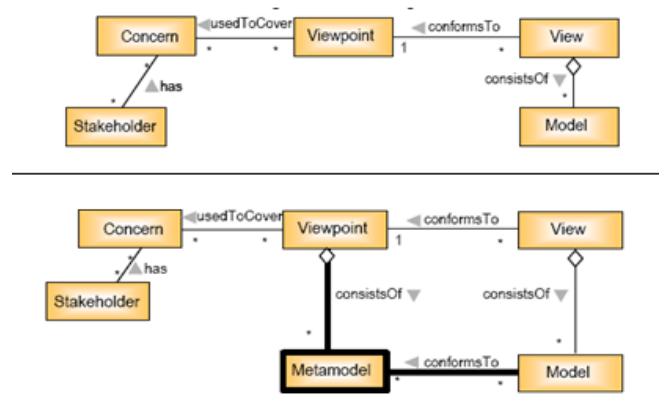 Concern
usedToCover
Viewpoint
conformsTo
View
* * 1 *
* has
consistsOf
* *
Stakeholder
Model
Concern
usedToCover
Viewpoint
conformsTo
View
* * 1 *
* has
*
Stakeholder
consistsOf
consistsOf
* *
Metamodel
conformsTo
Model
* *